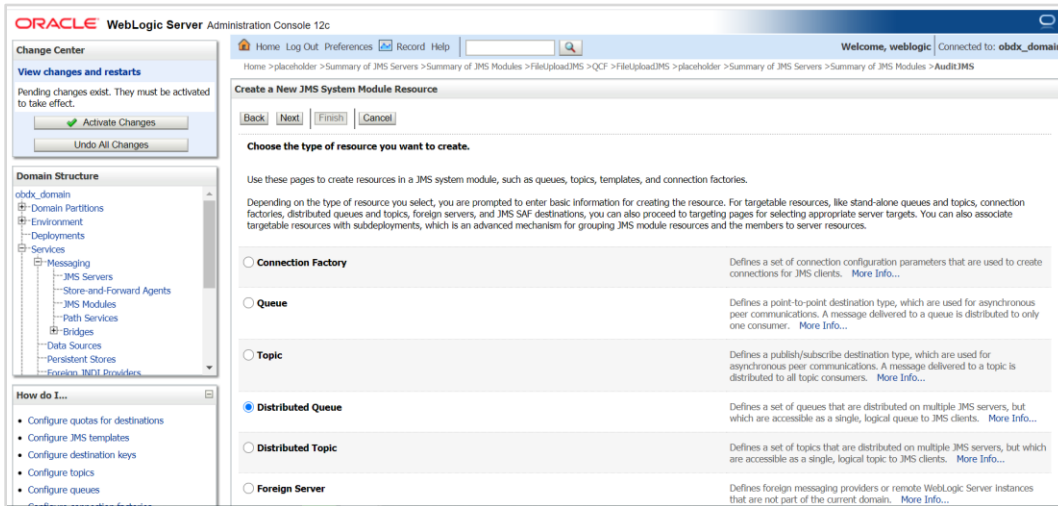 ORACLE WebLogic Server Administration Console 12c
Change Center
View changes and restarts
Pending changes exist. They must be activated
to take effect.
Activate Changes
Undo All Changes
Domain Structure
obdx_domain
Domain Partitions
Environment
Deployments
Services
Messaging
JMS Servers
Store-and-Forward Agents
JMS Modules
Path Services
Bridges
Data Sources
Persistent Stores
Foreign JNDI Providers
How do I...
Configure quotas for destinations
Configure JMS templates
Configure destination keys
Configure topics
Configure queues
Configure connection factories
Home Log Out Preferences Record Help
Welcome, weblogic Connected to: obdx_domain
Home >placeholder >Summary of JMS Servers >Summary of JMS Modules >FileUploadJMS >QCF >FileUploadJMS >placeholder >Summary of JMS Servers >Summary of JMS Modules >AuditJMS
Create a New JMS System Module Resource
Back Next Finish Cancel
Choose the type of resource you want to create.
Use these pages to create resources in a JMS system module, such as queues, topics, templates, and connection factories.
Depending on the type of resource you select, you are prompted to enter basic information for creating the resource. For targetable resources, like stand-alone queues and topics, connection
factories, distributed queues and topics, foreign servers, and JMS SAF destinations, you can also proceed to targeting pages for selecting appropriate server targets. You can also associate
targetable resources with subdeployments, which is an advanced mechanism for grouping JMS module resources and the members to server resources.
Connection Factory
Defines a set of connection configuration parameters that are used to create
connections for JMS clients. More Info...
Queue
Defines a point-to-point destination type, which are used for asynchronous
peer communications. A message delivered to a queue is distributed to only
one consumer. More Info...
Topic
Defines a publish/subscribe destination type, which are used for
asynchronous peer communications. A message delivered to a topic is
distributed to all topic consumers. More Info...
Distributed Queue
Defines a set of queues that are distributed on multiple JMS servers, but
which are accessible as a single, logical queue to JMS clients. More Info...
Distributed Topic
Defines a set of topics that are distributed on multiple JMS servers, but which
are accessible as a single, logical topic to JMS clients. More Info...
Foreign Server
Defines foreign messaging providers or remote WebLogic Server instances
that are not part of the current domain. More Info...